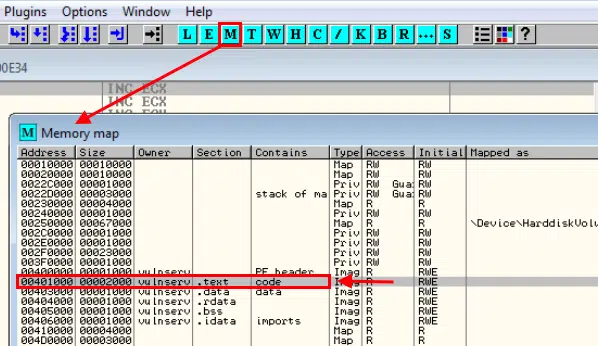 Plugins Options Window Help
L E M T W H C / K B R ... S ?
00E34
INC ECX
INC ECX
M Memory map
Address Size Owner Section Contains Type Access Initial Mapped as
00010000 00010000 Map RW RW
00020000 00010000 Map RW RW
0022C000 00001000 Priv RW Gua: RW
0022D000 00003000 stack of ma Priv RW Gua: RW
00230000 00004000 Map R R
00240000 00001000 Priv RW RW
00250000 00067000 Map R R \Device\HarddiskVolu
002C0000 00001000 Priv RW RW
002E0000 00001000 Priv RW RW
002F0000 00023000 Priv RW RW
003F0000 00001000 Priv RW RW
00400000 00001000 vulnserv PE header Imag R RWE
00401000 00002000 vulnserv .text code Imag R RWE
00403000 00001000 vulnserv .data data Imag R RWE
00404000 00001000 vulnserv .rdata Imag R RWE
00405000 00001000 vulnserv .bss Imag R RWE
00406000 00001000 vulnserv .idata imports Imag R RWE
00410000 00004000 Map R R
004D0000 00003000 Map R R